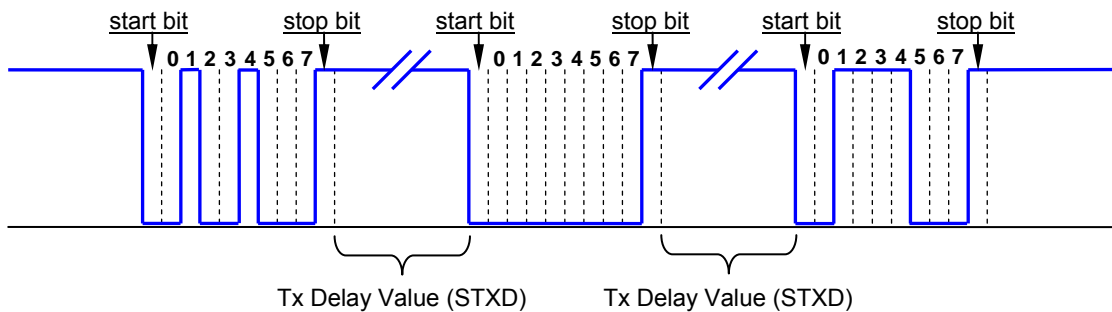 start bit stop bit start bit stop bit start bit stop bit
0 1 2 3 4 5 6 7 0 1 2 3 4 5 6 7 0 1 2 3 4 5 6 7
Tx Delay Value (STXD) Tx Delay Value (STXD)